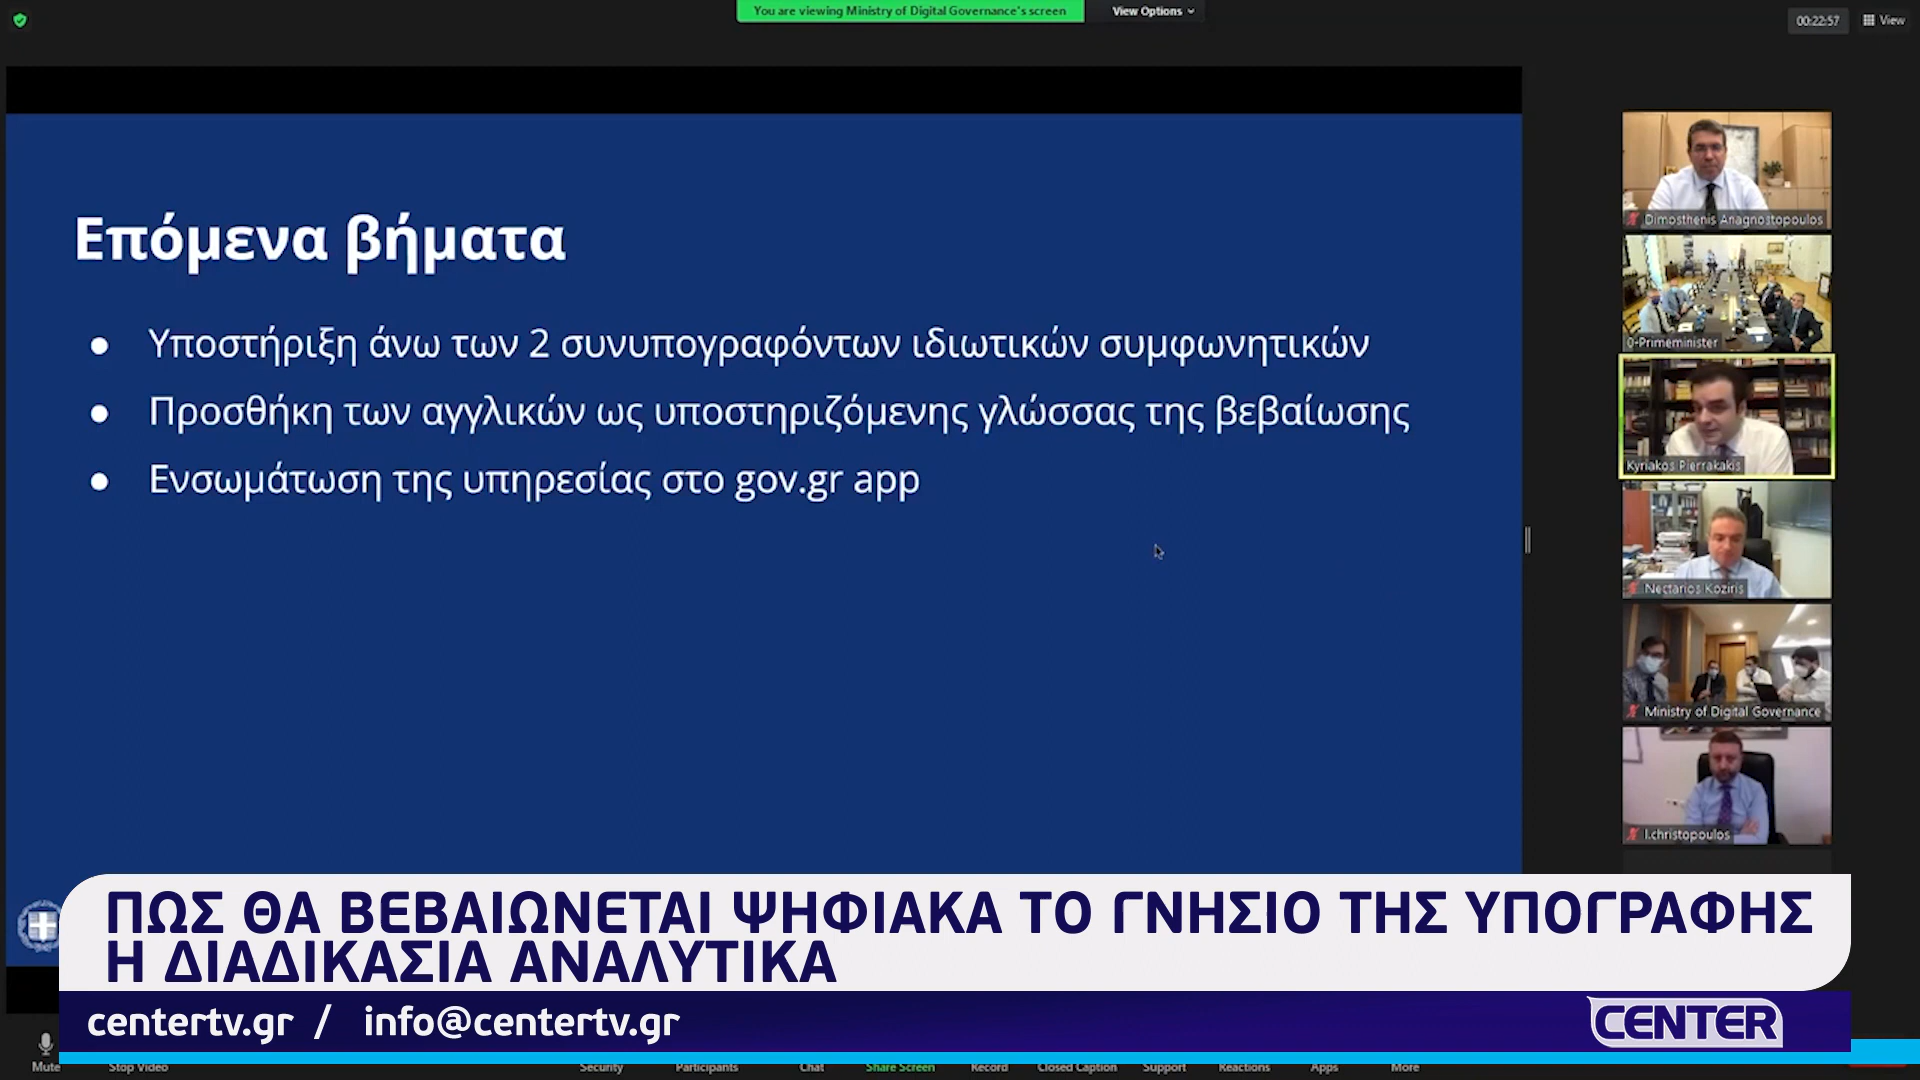 You are viewing Ministry of Digital Governance's screen
View Options
00:22:57
View
Επόμενα βήματα
● Υποστήριξη άνω των 2 συνυπογραφόντων ιδιωτικών συμφωνητικών
● Προσθήκη των αγγλικών ως υποστηριζόμενης γλώσσας της βεβαίωσης
● Ενσωμάτωση της υπηρεσίας στο gov.gr app
Dimosthenis Anagnostopoulos
0-Primeminister
Kyriakos Pierrakakis
Nectarios Koziris
Ministry of Digital Governance
l.christopoulos
ΠΩΣ ΘΑ ΒΕΒΑΙΩΝΕΤΑΙ ΨΗΦΙΑΚΑ ΤΟ ΓΝΗΣΙΟ ΤΗΣ ΥΠΟΓΡΑΦΗΣ
Η ΔΙΑΔΙΚΑΣΙΑ ΑΝΑΛΥΤΙΚΑ
centertv.gr / info@centertv.gr
CENTER
Mute Stop Video Security Participants Chat Share Screen Record Closed Caption Support Reactions Apps More